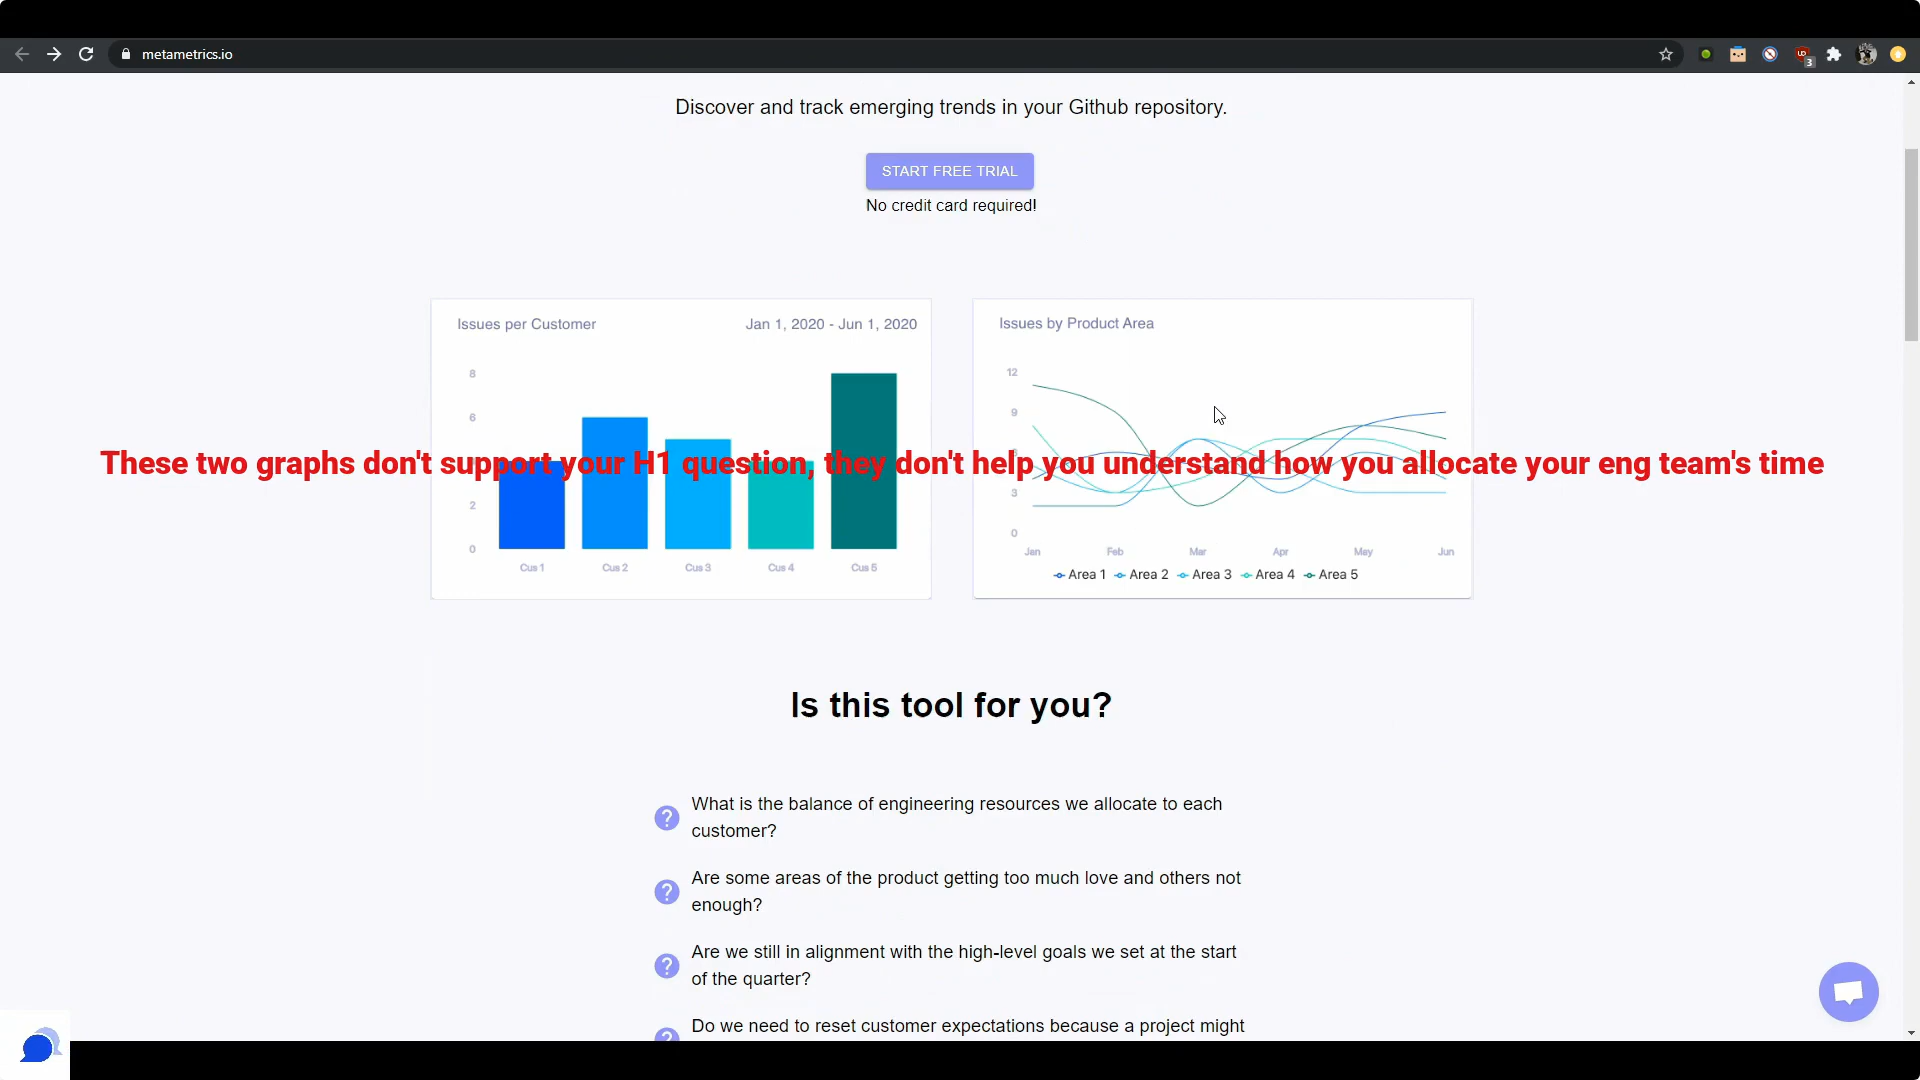 metametrics.io
3
Discover and track emerging trends in your Github repository.
START FREE TRIAL
No credit card required!
Issues per Customer
Jan 1, 2020 - Jun 1, 2020
8
6
2
0
Cus 1 Cus 2 Cus 3 Cus 4 Cus 5
Issues by Product Area
12
9
3
0
Jan Feb Mar Apr May Jun
Area 1 Area 2 Area 3 Area 4 Area 5
These two graphs don't support your H1 question, they don't help you understand how you allocate your eng team's time
Is this tool for you?
What is the balance of engineering resources we allocate to each
customer?
Are some areas of the product getting too much love and others not
enough?
Are we still in alignment with the high-level goals we set at the start
of the quarter?
Do we need to reset customer expectations because a project might